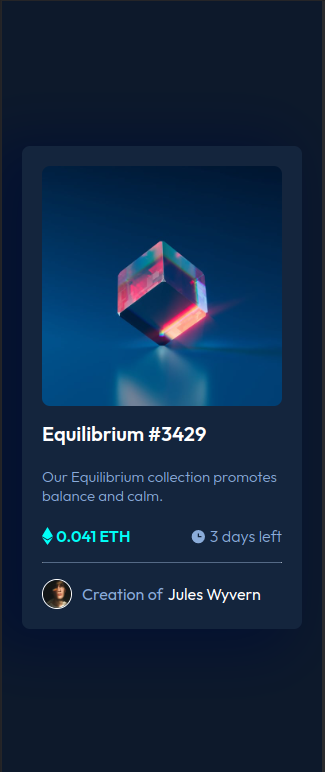 Equilibrium #3429
Our Equilibrium collection promotes
balance and calm.
0.041 ETH 3 days left
Creation of Jules Wyvern